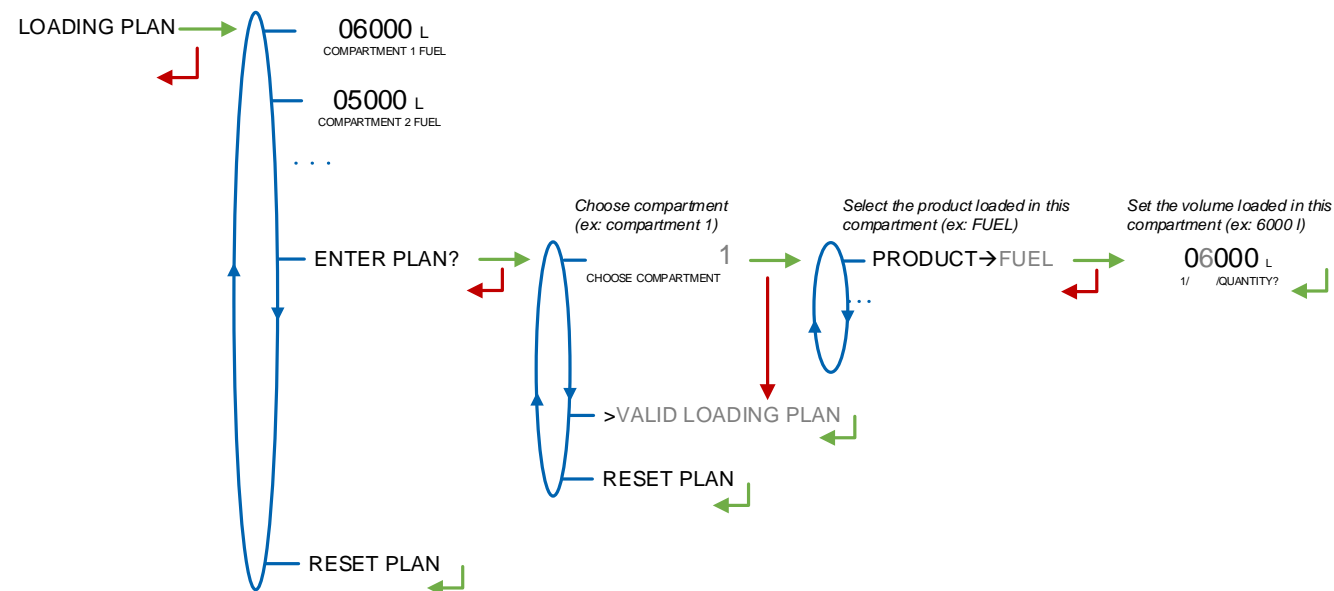 LOADING PLAN
06000 L
COMPARTMENT 1 FUEL
05000 L
COMPARTMENT 2 FUEL
. . .
ENTER PLAN?
Choose compartment
(ex: compartment 1)
1
CHOOSE COMPARTMENT
Select the product loaded in this
compartment (ex: FUEL)
PRODUCT→FUEL
...
Set the volume loaded in this
compartment (ex: 6000 l)
06000 L
1/ /QUANTITY?
>VALID LOADING PLAN
RESET PLAN
RESET PLAN